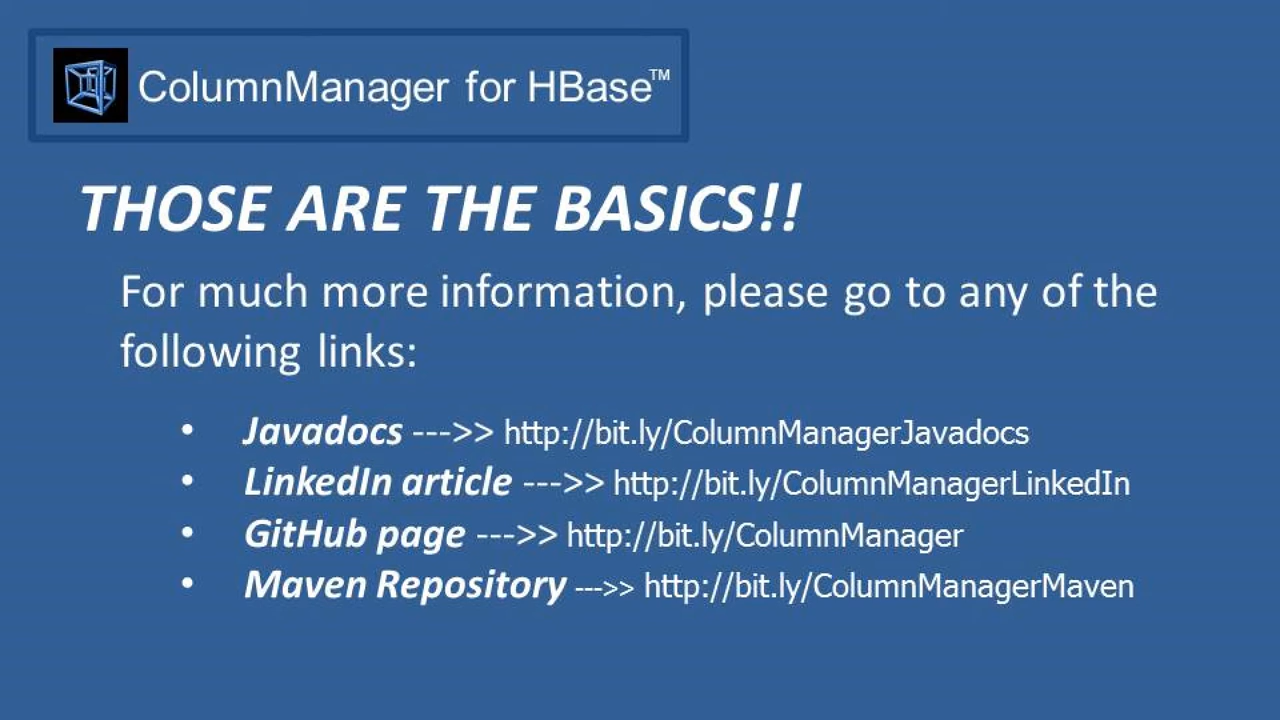 ColumnManager for HBase™
THOSE ARE THE BASICS!!
For much more information, please go to any of the
following links:
• Javadocs --->> http://bit.ly/ColumnManagerJavadocs
• LinkedIn article --->> http://bit.ly/ColumnManagerLinkedIn
• GitHub page --->> http://bit.ly/ColumnManager
• Maven Repository --->> http://bit.ly/ColumnManagerMaven